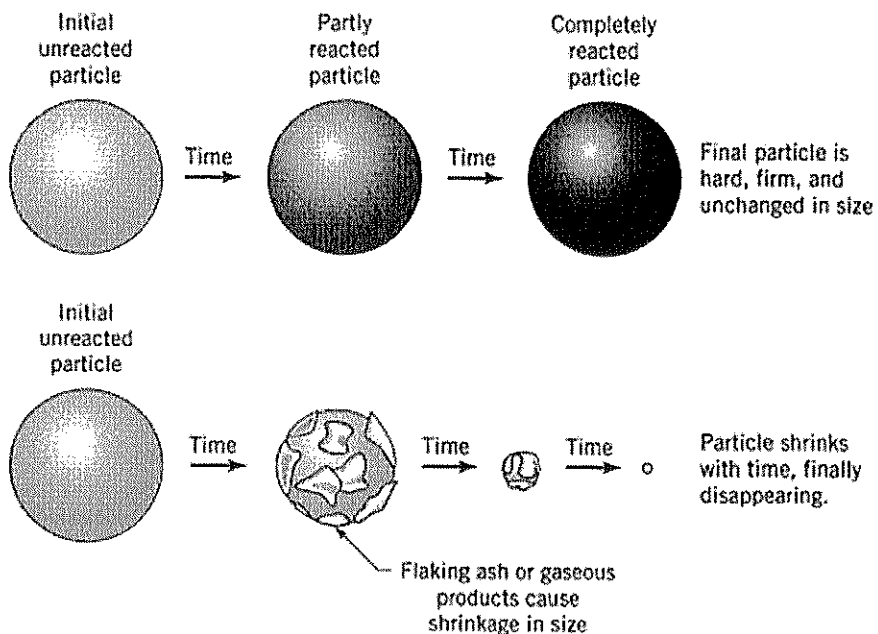 Initial
unreacted
particle
Partly
reacted
particle
Completely
reacted
particle
Time
Time
Final particle is
hard, firm, and
unchanged in size
Initial
unreacted
particle
Time
Time
Time
Particle shrinks
with time, finally
disappearing.
Flaking ash or gaseous
products cause
shrinkage in size